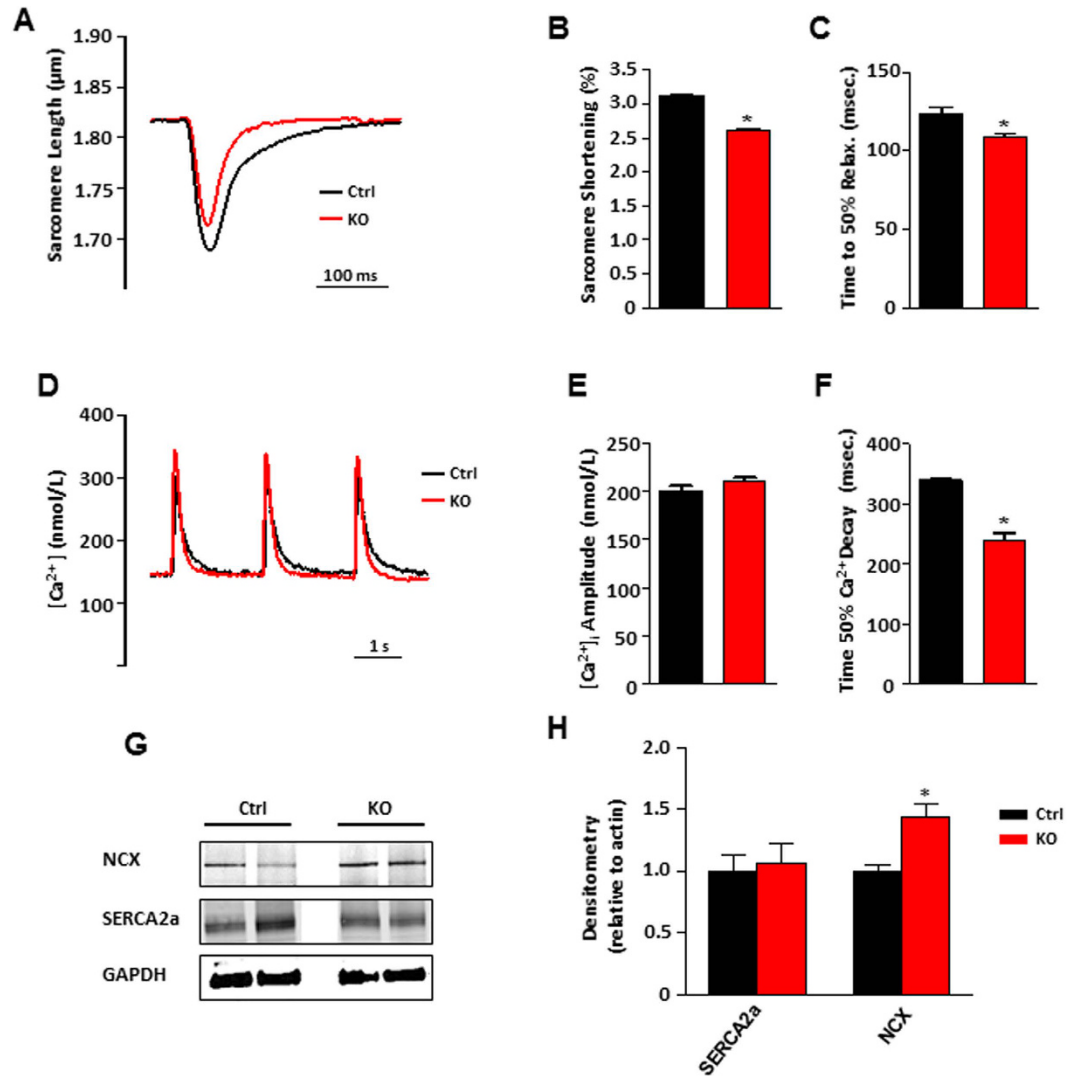 A
1.90
1.85
1.80
1.75
1.70
Sarcomere Length (µm)
Ctrl
KO
100 ms
B
3.5
3.0
2.5
2.0
1.5
1.0
0.5
0
Sarcomere Shortening (%)
*
C
150
100
50
0
Time to 50% Relax. (msec.)
*
D
400
300
200
100
[Ca²⁺] (nmol/L)
Ctrl
KO
1 s
E
250
200
150
100
50
0
[Ca²⁺]ᵢ Amplitude (nmol/L)
F
400
300
200
100
0
Time 50% Ca²⁺Decay (msec.)
*
G
Ctrl KO
NCX
SERCA2a
GAPDH
H
2.0
1.5
1.0
0.5
0
Densitometry
(relative to actin)
*
Ctrl
KO
SERCA2a
NCX